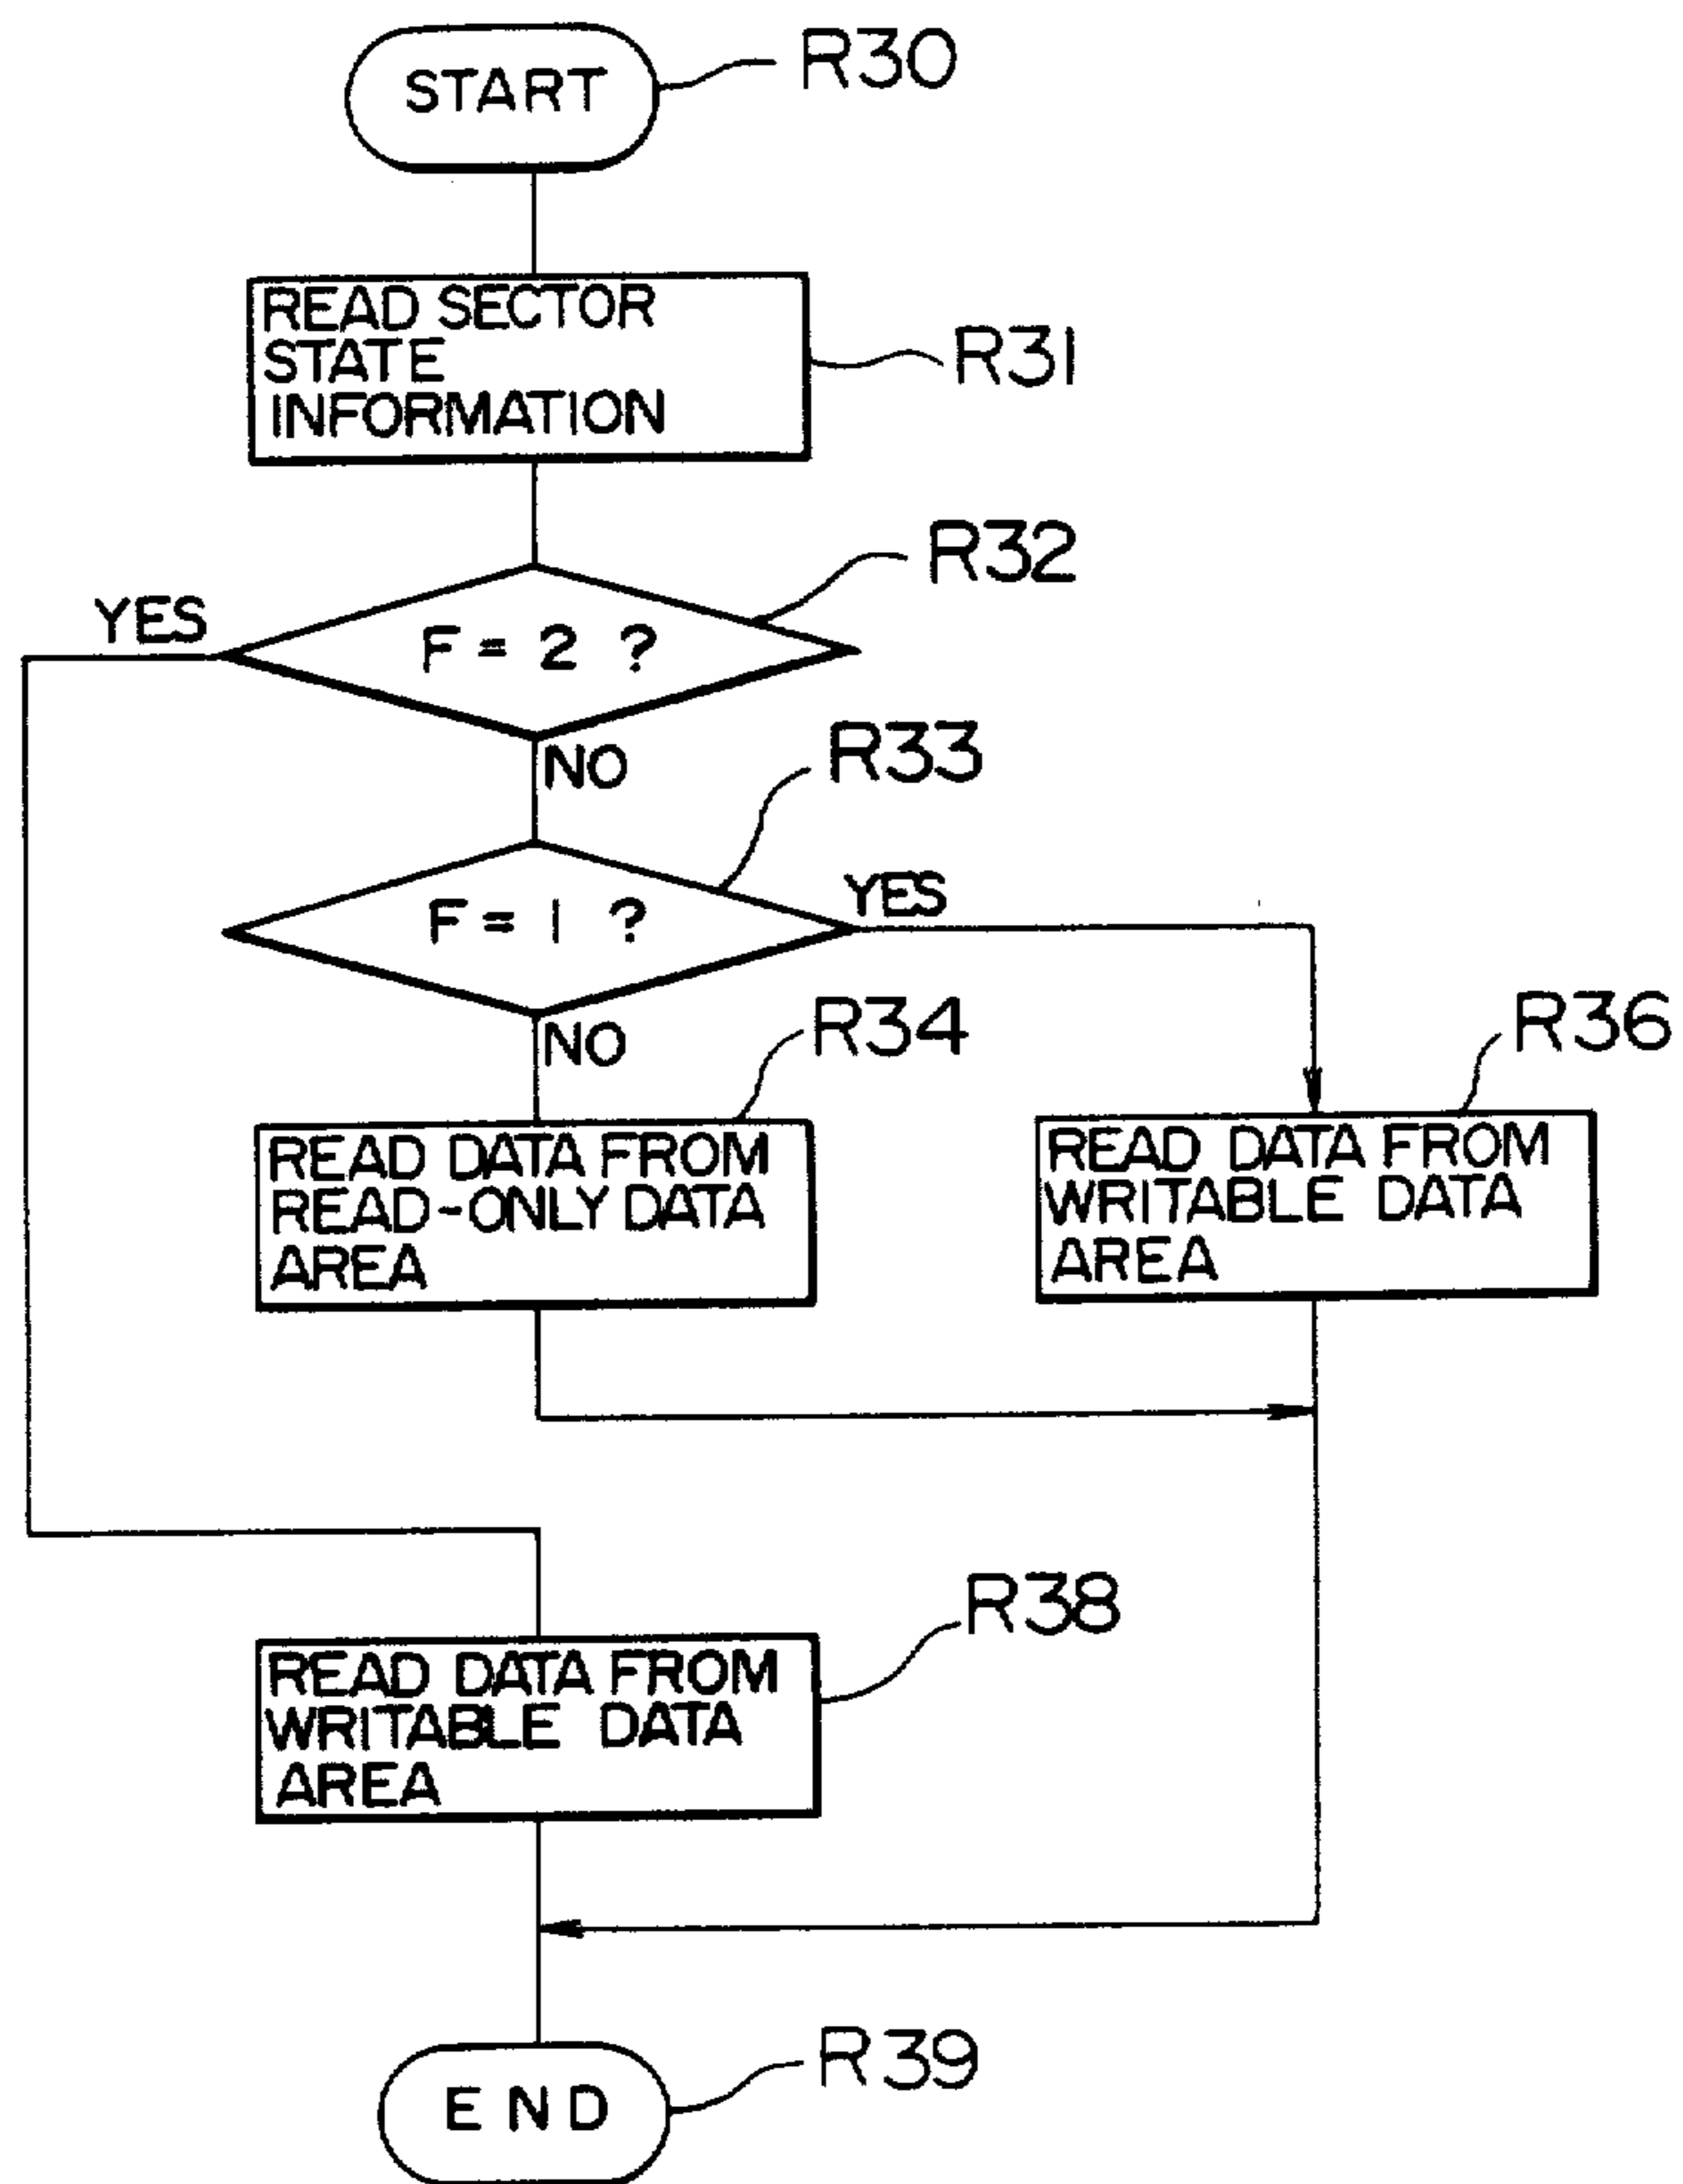 START
R30
READ SECTOR
STATE
INFORMATION
R31
R32
YES
F = 2 ?
NO
R33
F = 1 ?
YES
NO
R34
R36
READ DATA FROM
READ-ONLY DATA
AREA
READ DATA FROM
WRITABLE DATA
AREA
R38
READ DATA FROM
WRITABLE DATA
AREA
R39
END